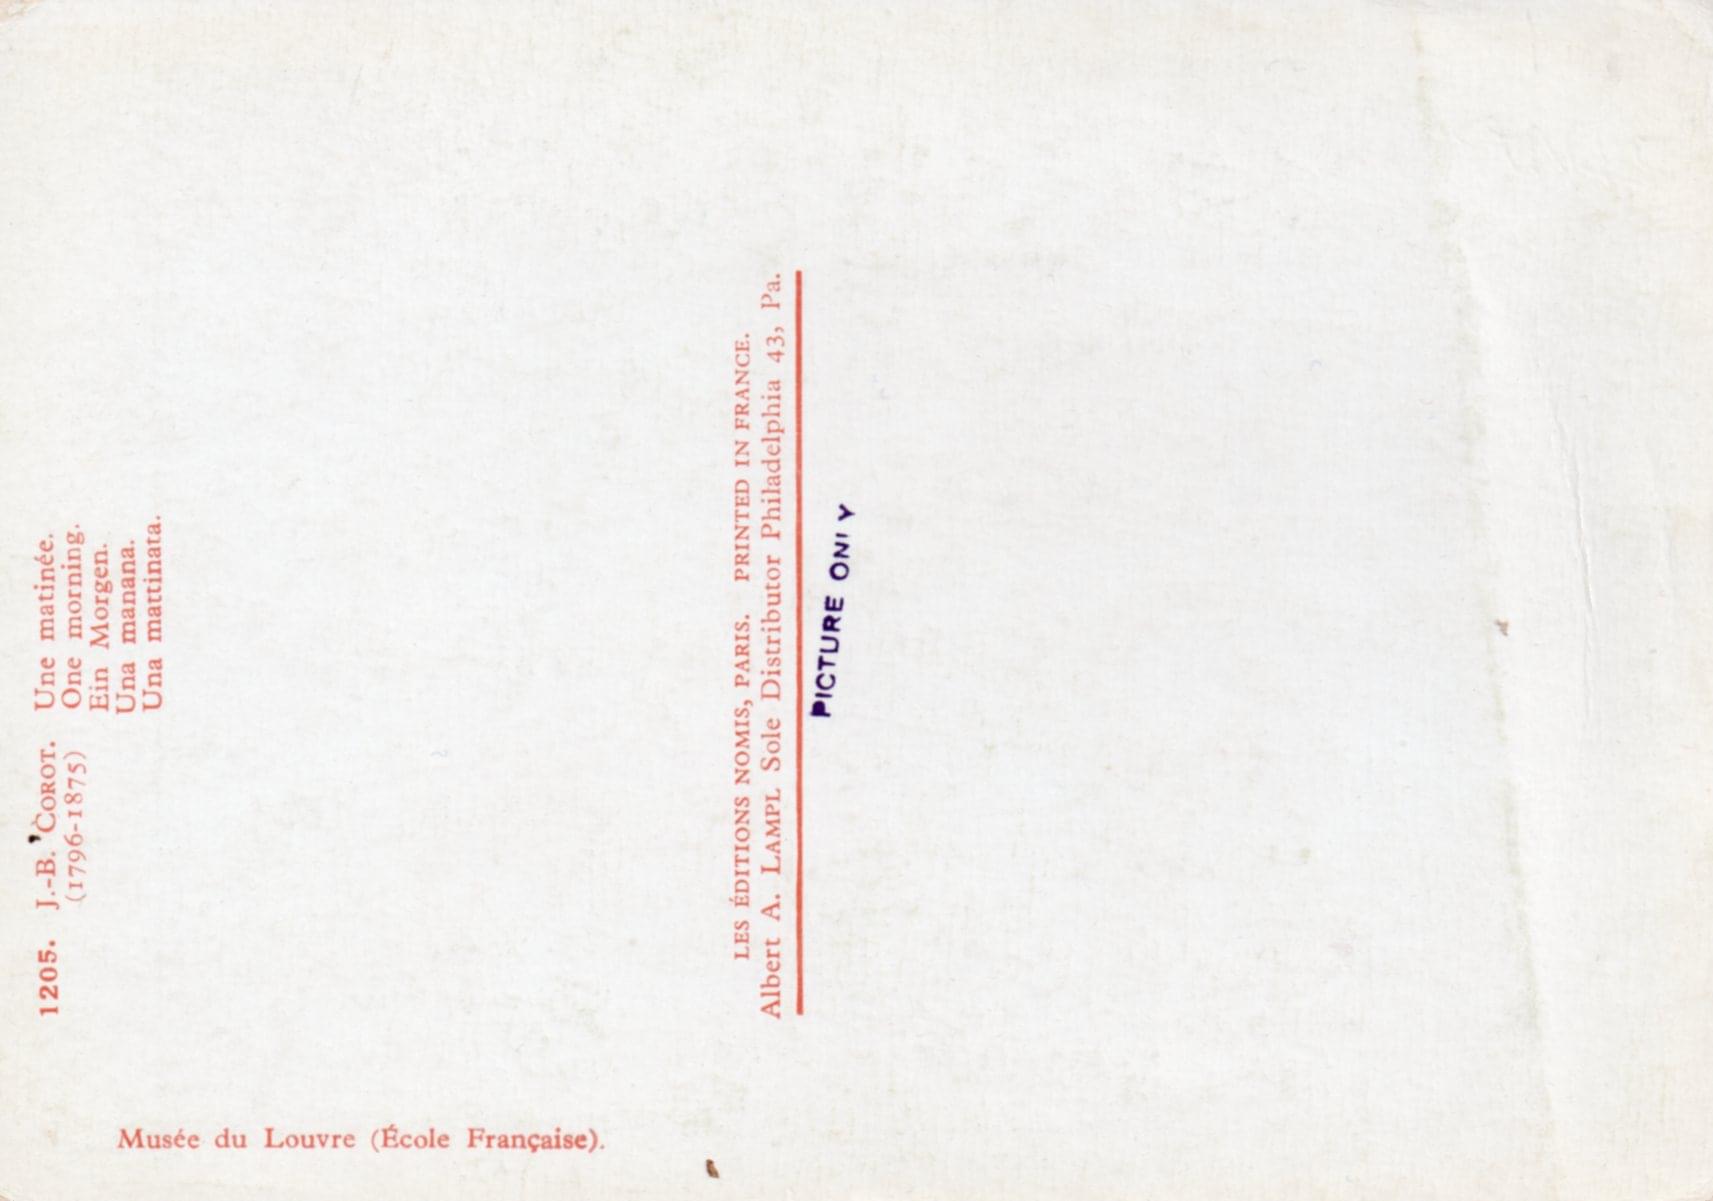 1205. J.-B. COROT. Une matinée.
(1796-1875) One morning.
Ein Morgen.
Una manana.
Una mattinata.
Musée du Louvre (École Française).
LES ÉDITIONS NOMIS, PARIS. PRINTED IN FRANCE.
Albert A. LAMPL Sole Distributor Philadelphia 43, Pa.
PICTURE ONLY